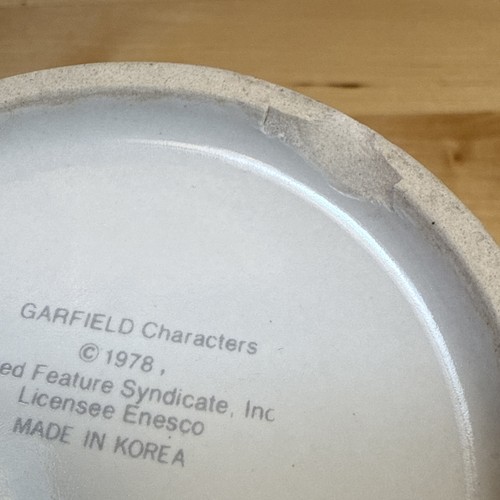 GARFIELD Characters
© 1978,
ed Feature Syndicate, Inc
Licensee Enesco
MADE IN KOREA